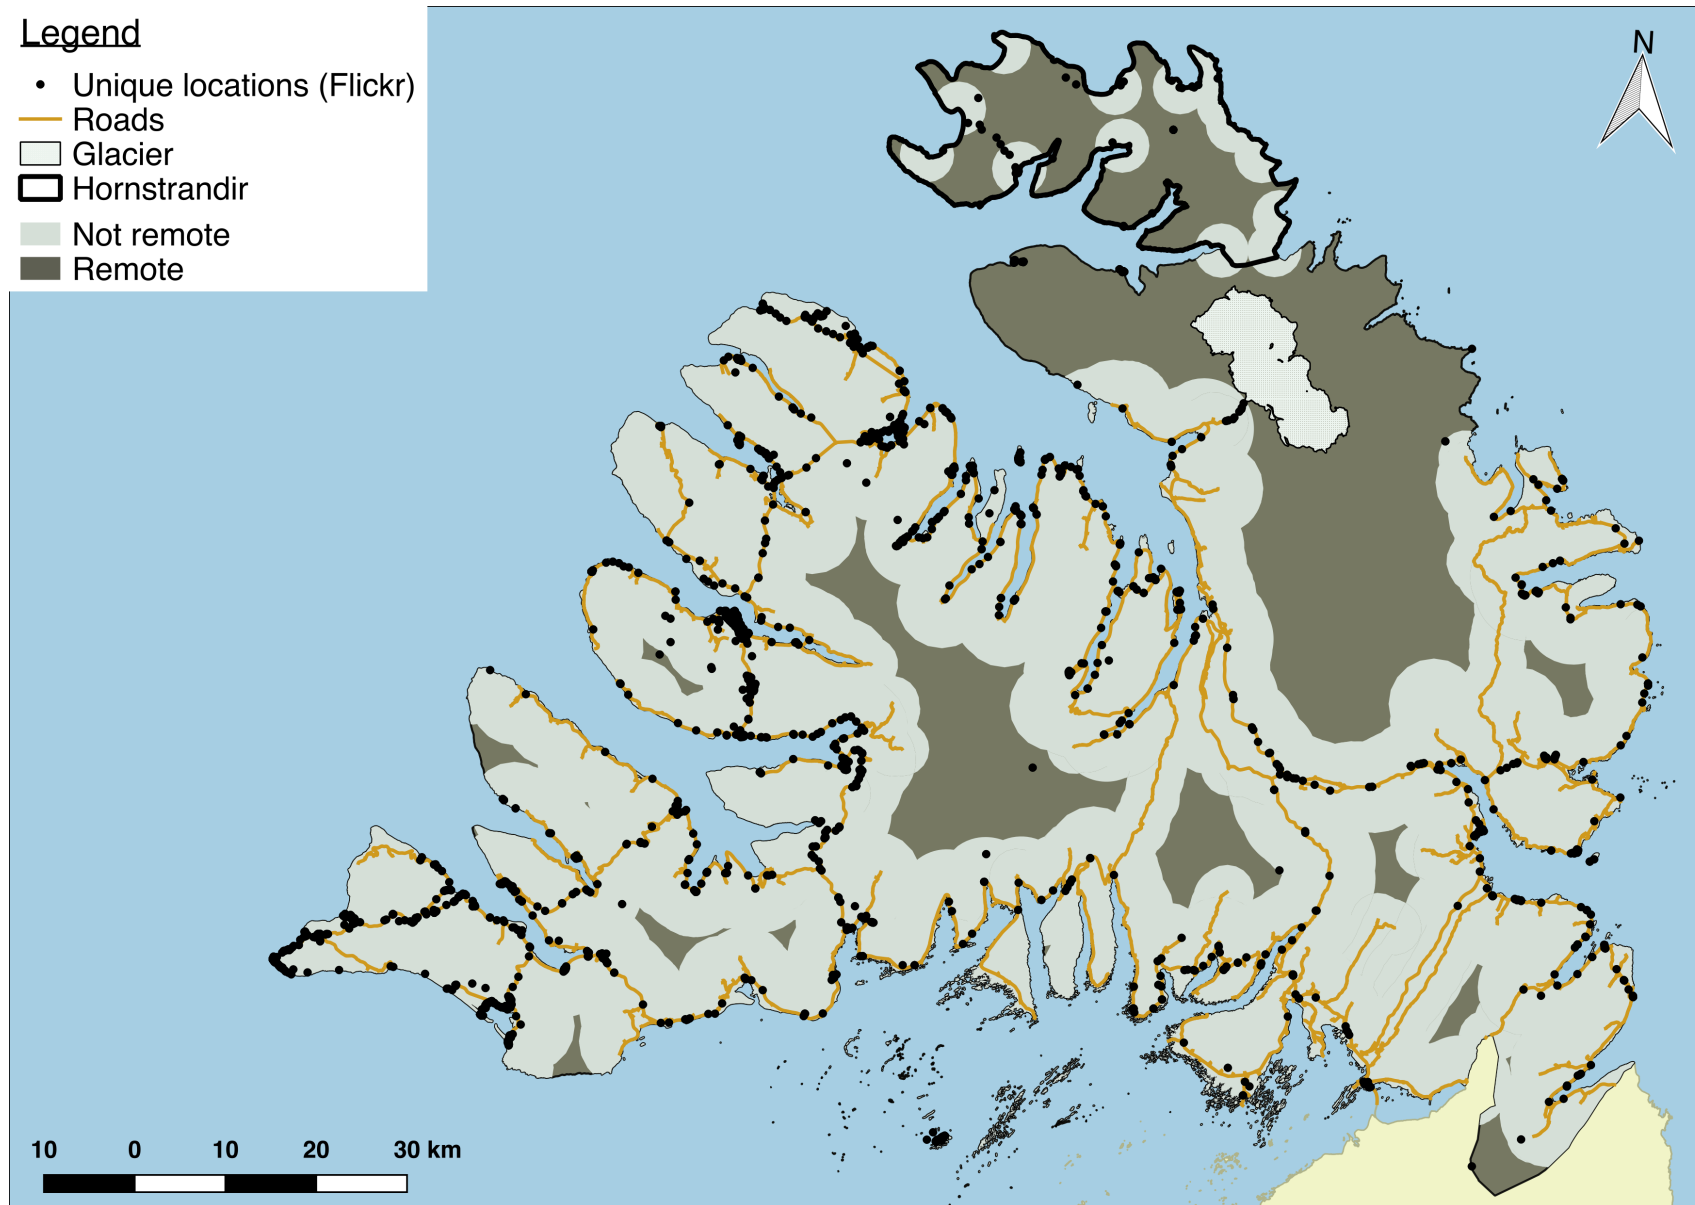 Legend
Unique locations (Flickr)
Roads
Glacier
Hornstrandir
Not remote
Remote
N
10 0 10 20 30 km